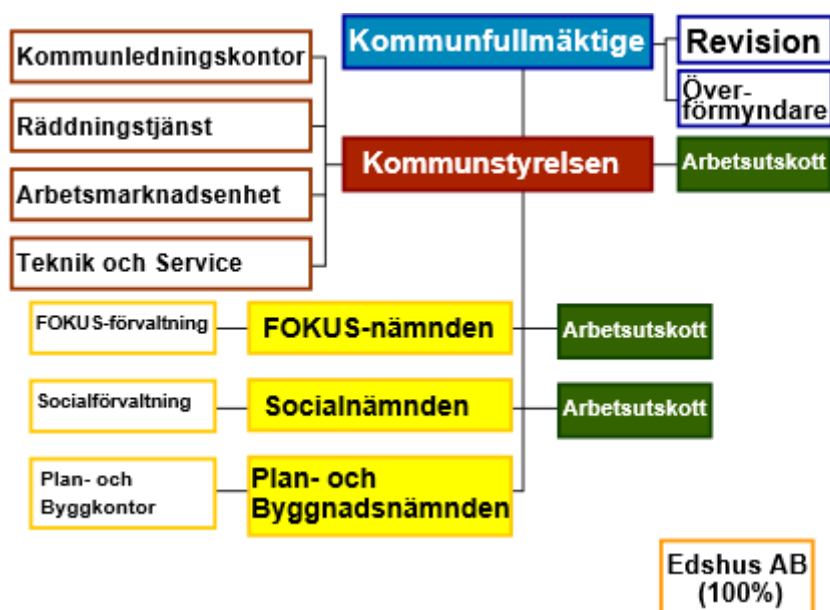 Kommunfullmäktige
Revision
Över-
förmyndare
Kommunledningskontor
Räddningstjänst
Arbetsmarknadsenhet
Teknik och Service
Kommunstyrelsen
Arbetsutskott
FOKUS-förvaltning
FOKUS-nämnden
Arbetsutskott
Socialförvaltning
Socialnämnden
Arbetsutskott
Plan- och
Byggkontor
Plan- och
Byggnadsnämnden
Edshus AB
(100%)